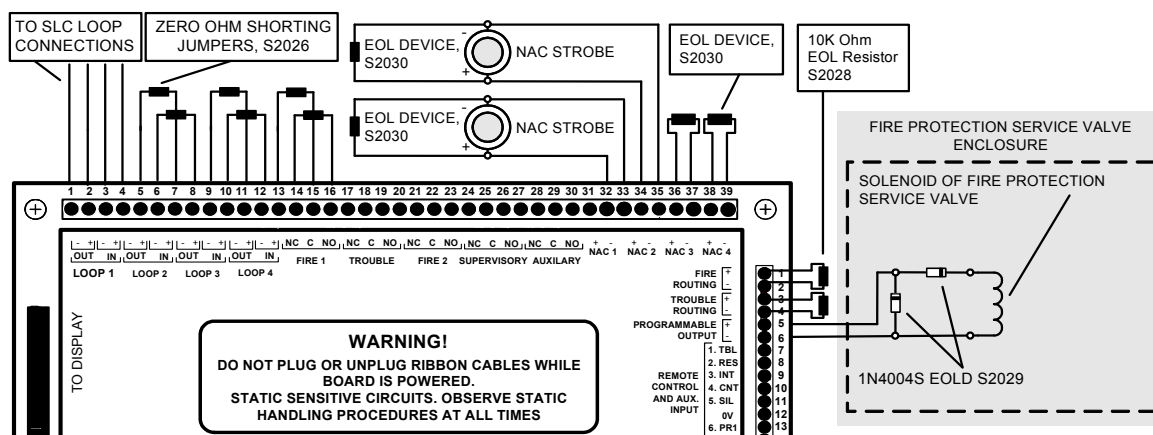 TO SLC LOOP
CONNECTIONS
ZERO OHM SHORTING
JUMPERS, S2026
EOL DEVICE,
S2030
-
+
NAC STROBE
EOL DEVICE,
S2030
-
+
NAC STROBE
EOL DEVICE,
S2030
10K Ohm
EOL Resistor
S2028
FIRE PROTECTION SERVICE VALVE
ENCLOSURE
SOLENOID OF FIRE PROTECTION
SERVICE VALVE
1N4004S EOLD S2029
1 2 3 4 5 6 7 8 9 10 11 12 13 14 15 16 17 18 19 20 21 22 23 24 25 26 27 28 29 30 31 32 33 34 35 36 37 38 39
- + - + - + - + - + - + - + - +
OUT IN OUT IN OUT IN OUT IN
LOOP 1 LOOP 2 LOOP 3 LOOP 4
NC C NO NC C NO NC C NO NC C NO NC C NO
FIRE 1 TROUBLE FIRE 2 SUPERVISORY AUXILARY
+ - + - + - + -
NAC 1 NAC 2 NAC 3 NAC 4
FIRE + 1
ROUTING - 2
TROUBLE + 3
ROUTING - 4
PROGRAMMABLE + 5
OUTPUT - 6
1. TBL 7
2. RES 8
REMOTE 3. INT 9
CONTROL 4. CNT 10
AND AUX. 5. SIL 11
INPUT
0V 12
6. PR1 13
TO DISPLAY
WARNING!
DO NOT PLUG OR UNPLUG RIBBON CABLES WHILE
BOARD IS POWERED.
STATIC SENSITIVE CIRCUITS. OBSERVE STATIC
HANDLING PROCEDURES AT ALL TIMES